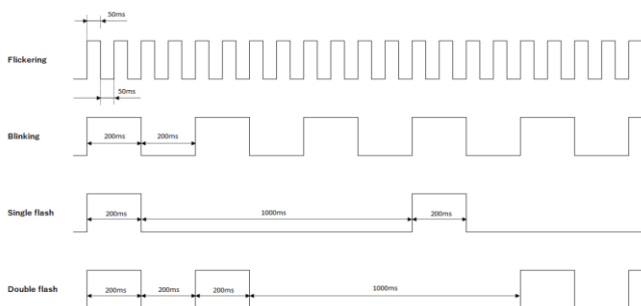 50ms
Flickering
50ms
Blinking
200ms 200ms
Single flash
200ms 1000ms 200ms
Double flash
200ms 200ms 200ms 1000ms